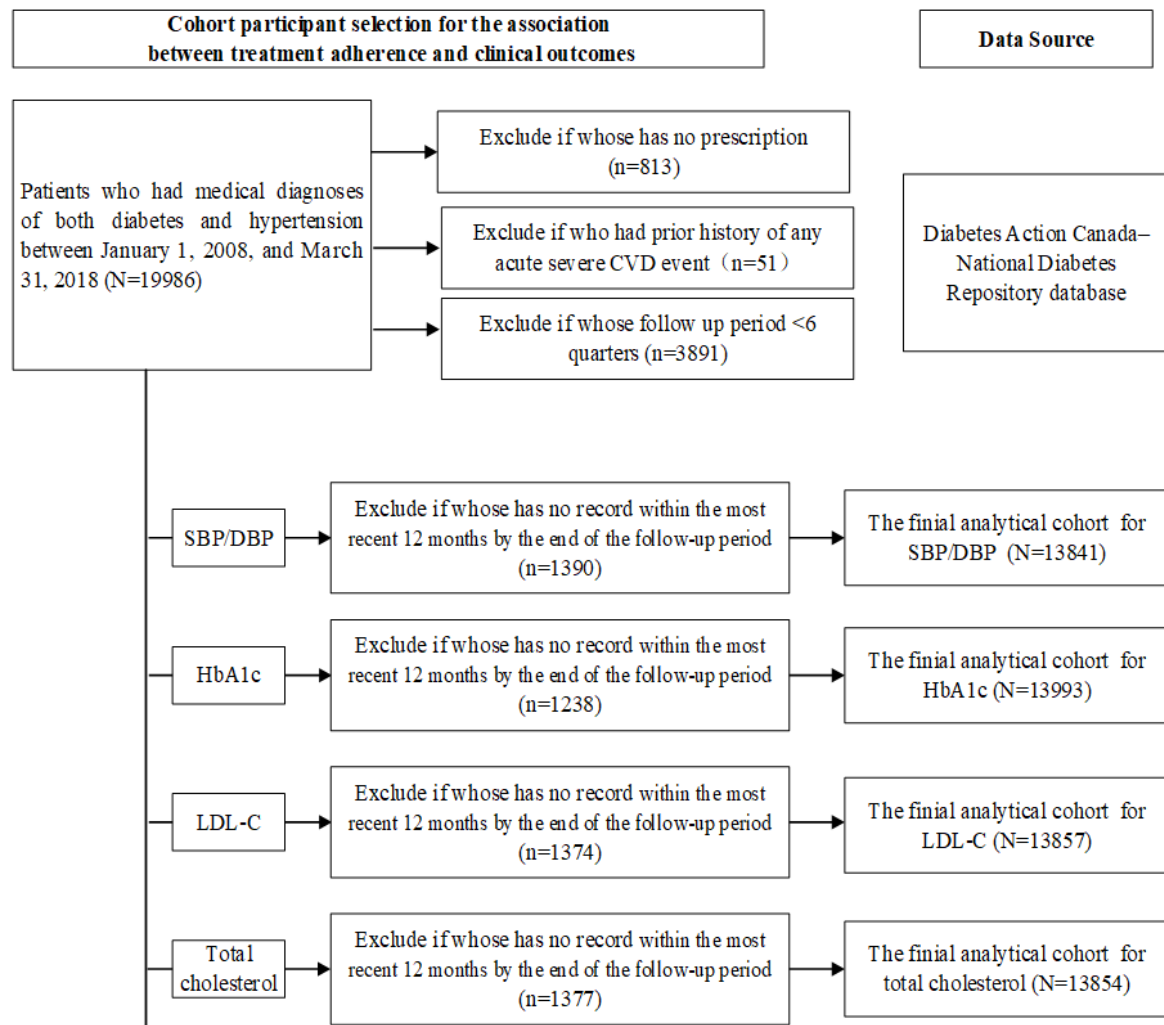 Cohort participant selection for the association
between treatment adherence and clinical outcomes
Data Source
Patients who had medical diagnoses
of both diabetes and hypertension
between January 1, 2008, and March
31, 2018 (N=19986)
Exclude if whose has no prescription
(n=813)
Exclude if who had prior history of any
acute severe CVD event（n=51）
Exclude if whose follow up period <6
quarters (n=3891)
Diabetes Action Canada–
National Diabetes
Repository database
SBP/DBP
Exclude if whose has no record within the most
recent 12 months by the end of the follow-up period
(n=1390)
The finial analytical cohort for
SBP/DBP (N=13841)
HbA1c
Exclude if whose has no record within the most
recent 12 months by the end of the follow-up period
(n=1238)
The finial analytical cohort for
HbA1c (N=13993)
LDL-C
Exclude if whose has no record within the most
recent 12 months by the end of the follow-up period
(n=1374)
The finial analytical cohort for
LDL-C (N=13857)
Total
cholesterol
Exclude if whose has no record within the most
recent 12 months by the end of the follow-up period
(n=1377)
The finial analytical cohort for
total cholesterol (N=13854)